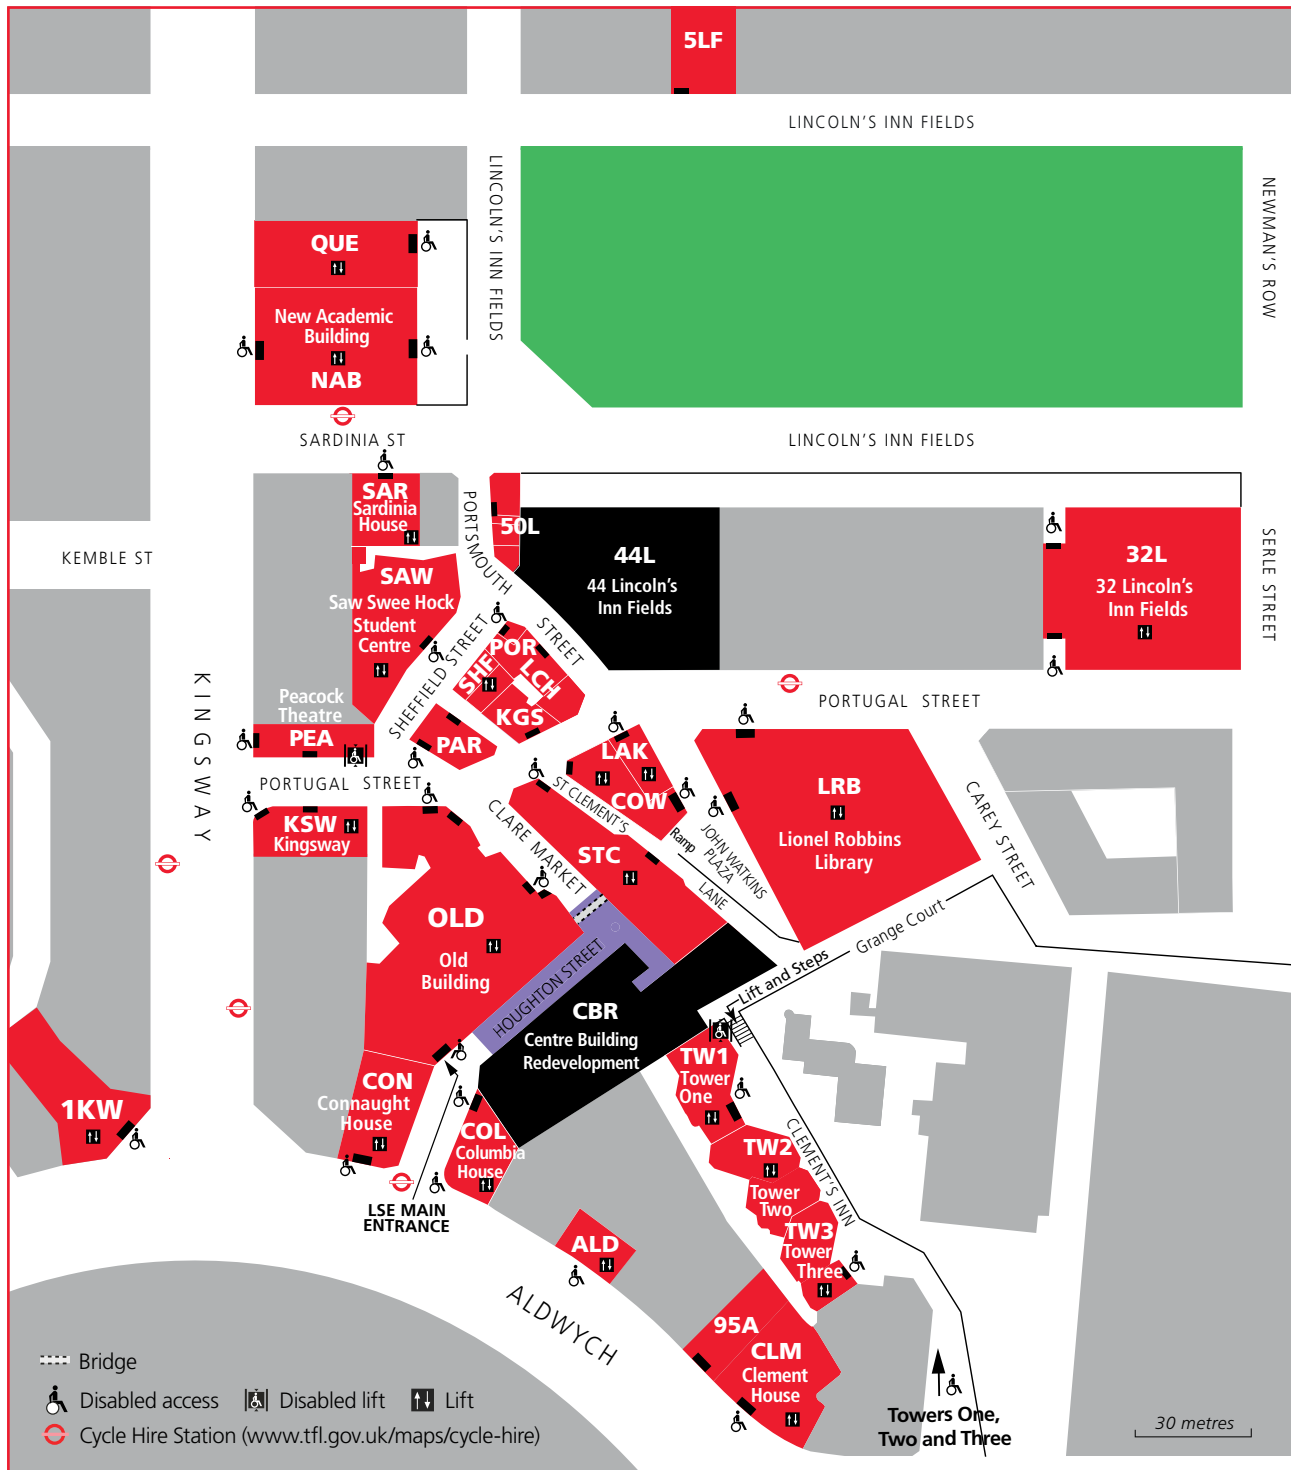 5LF
LINCOLN'S INN FIELDS
LINCOLN'S INN FIELDS
NEWMAN'S ROW
QUE
New Academic
Building
NAB
SARDINIA ST
LINCOLN'S INN FIELDS
SAR
Sardinia
House
PORTSMOUTH
STREET
50L
44L
44 Lincoln's
Inn Fields
32L
32 Lincoln's
Inn Fields
SERLE STREET
KEMBLE ST
SAW
Saw Swee Hock
Student
Centre
SHEFFIELD STREET
POR
SHF
LCH
KGS
KINGSWAY
Peacock
Theatre
PEA
PAR
PORTUGAL STREET
PORTUGAL STREET
LAK
COW
ST CLEMENT'S
LANE
Ramp
JOHN WATKINS
PLAZA
LRB
Lionel Robbins
Library
CAREY STREET
KSW
Kingsway
CLARE MARKET
STC
OLD
Old
Building
HOUGHTON STREET
Grange Court
Lift and Steps
CBR
Centre Building
Redevelopment
TW1
Tower
One
CON
Connaught
House
1KW
COL
Columbia
House
TW2
Tower
Two
CLEMENT'S INN
TW3
Tower
Three
LSE MAIN
ENTRANCE
ALD
ALDWYCH
95A
CLM
Clement
House
Towers One,
Two and Three
30 metres
Bridge
Disabled access
Disabled lift
Lift
Cycle Hire Station (www.tfl.gov.uk/maps/cycle-hire)